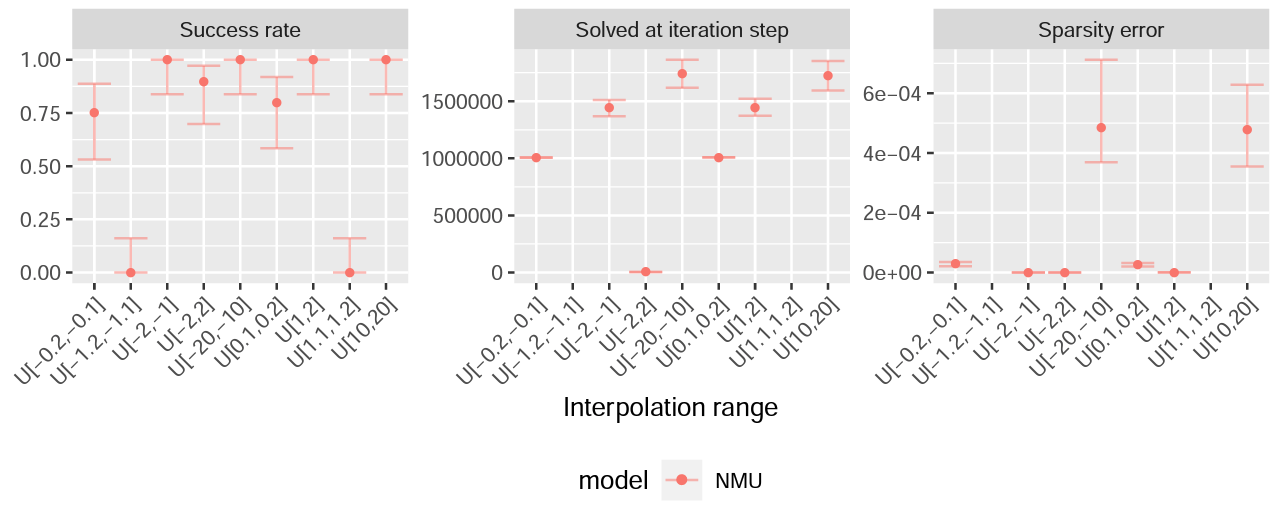 Success rate
Solved at iteration step
Sparsity error
1.00
0.75
0.50
0.25
0.00
1500000
1000000
500000
0
6e−04
4e−04
2e−04
0e+00
U[−0.2,−0.1]
U[−1.2,−1.1]
U[−2,−1]
U[−2,2]
U[−20,−10]
U[0.1,0.2]
U[1,2]
U[1.1,1.2]
U[10,20]
U[−0.2,−0.1]
U[−1.2,−1.1]
U[−2,−1]
U[−2,2]
U[−20,−10]
U[0.1,0.2]
U[1,2]
U[1.1,1.2]
U[10,20]
U[−0.2,−0.1]
U[−1.2,−1.1]
U[−2,−1]
U[−2,2]
U[−20,−10]
U[0.1,0.2]
U[1,2]
U[1.1,1.2]
U[10,20]
Interpolation range
model NMU